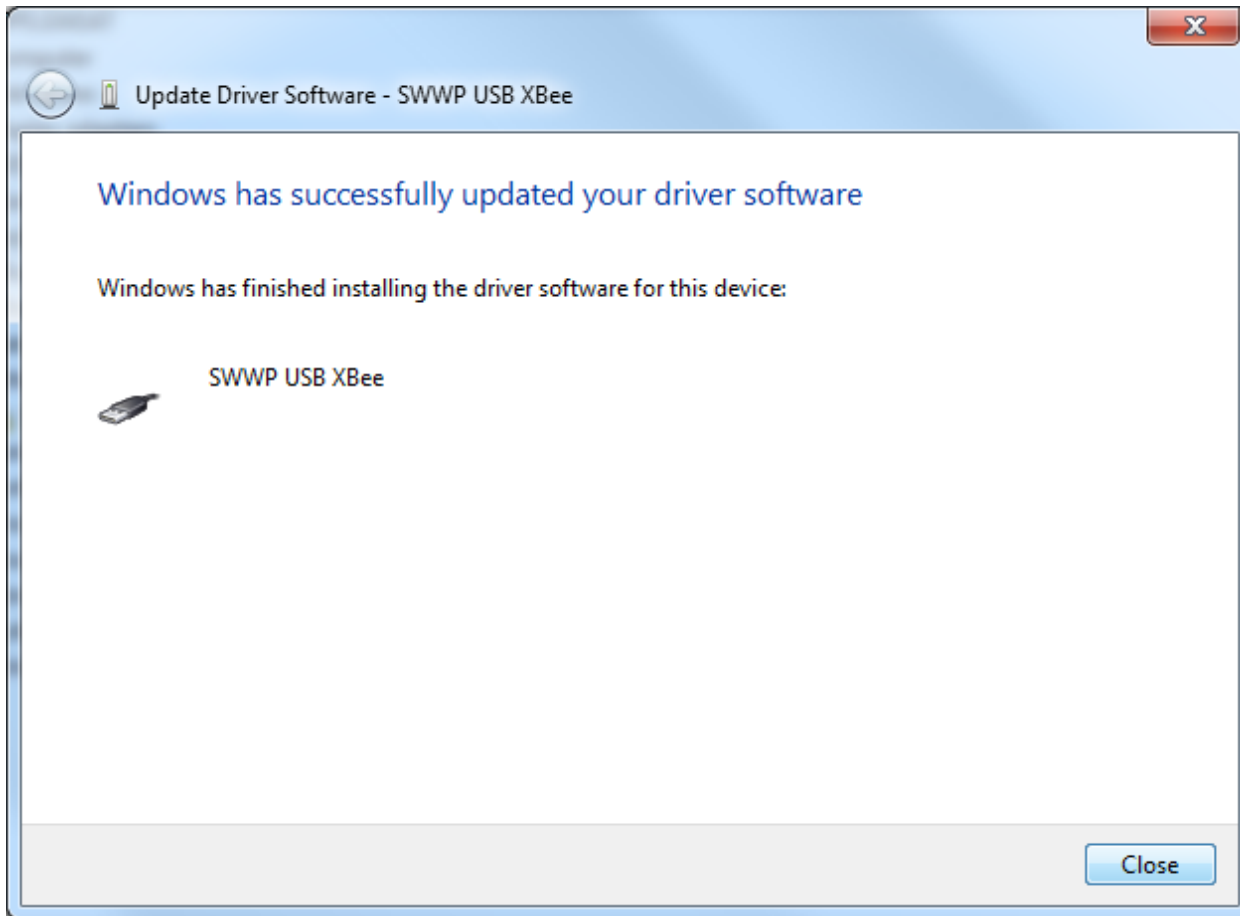 Update Driver Software - SWWP USB XBee
Windows has successfully updated your driver software
Windows has finished installing the driver software for this device:
SWWP USB XBee
Close